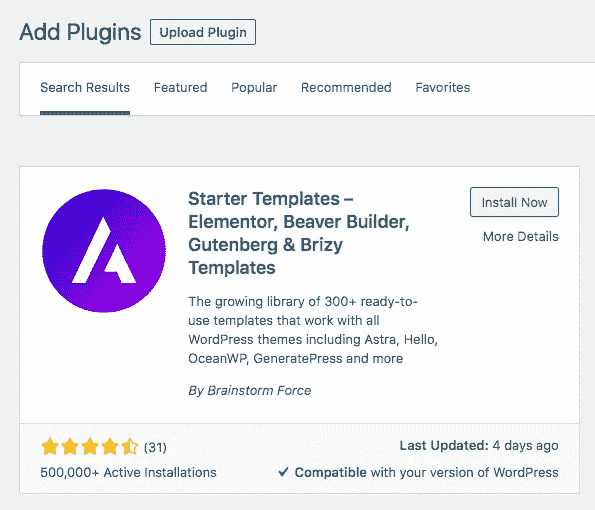 Add Plugins Upload Plugin
Search Results Featured Popular Recommended Favorites
Starter Templates –
Elementor, Beaver Builder,
Gutenberg & Brizy
Templates
Install Now
More Details
The growing library of 300+ ready-to-
use templates that work with all
WordPress themes including Astra, Hello,
OceanWP, GeneratePress and more
By Brainstorm Force
(31)
Last Updated: 4 days ago
500,000+ Active Installations
✔ Compatible with your version of WordPress